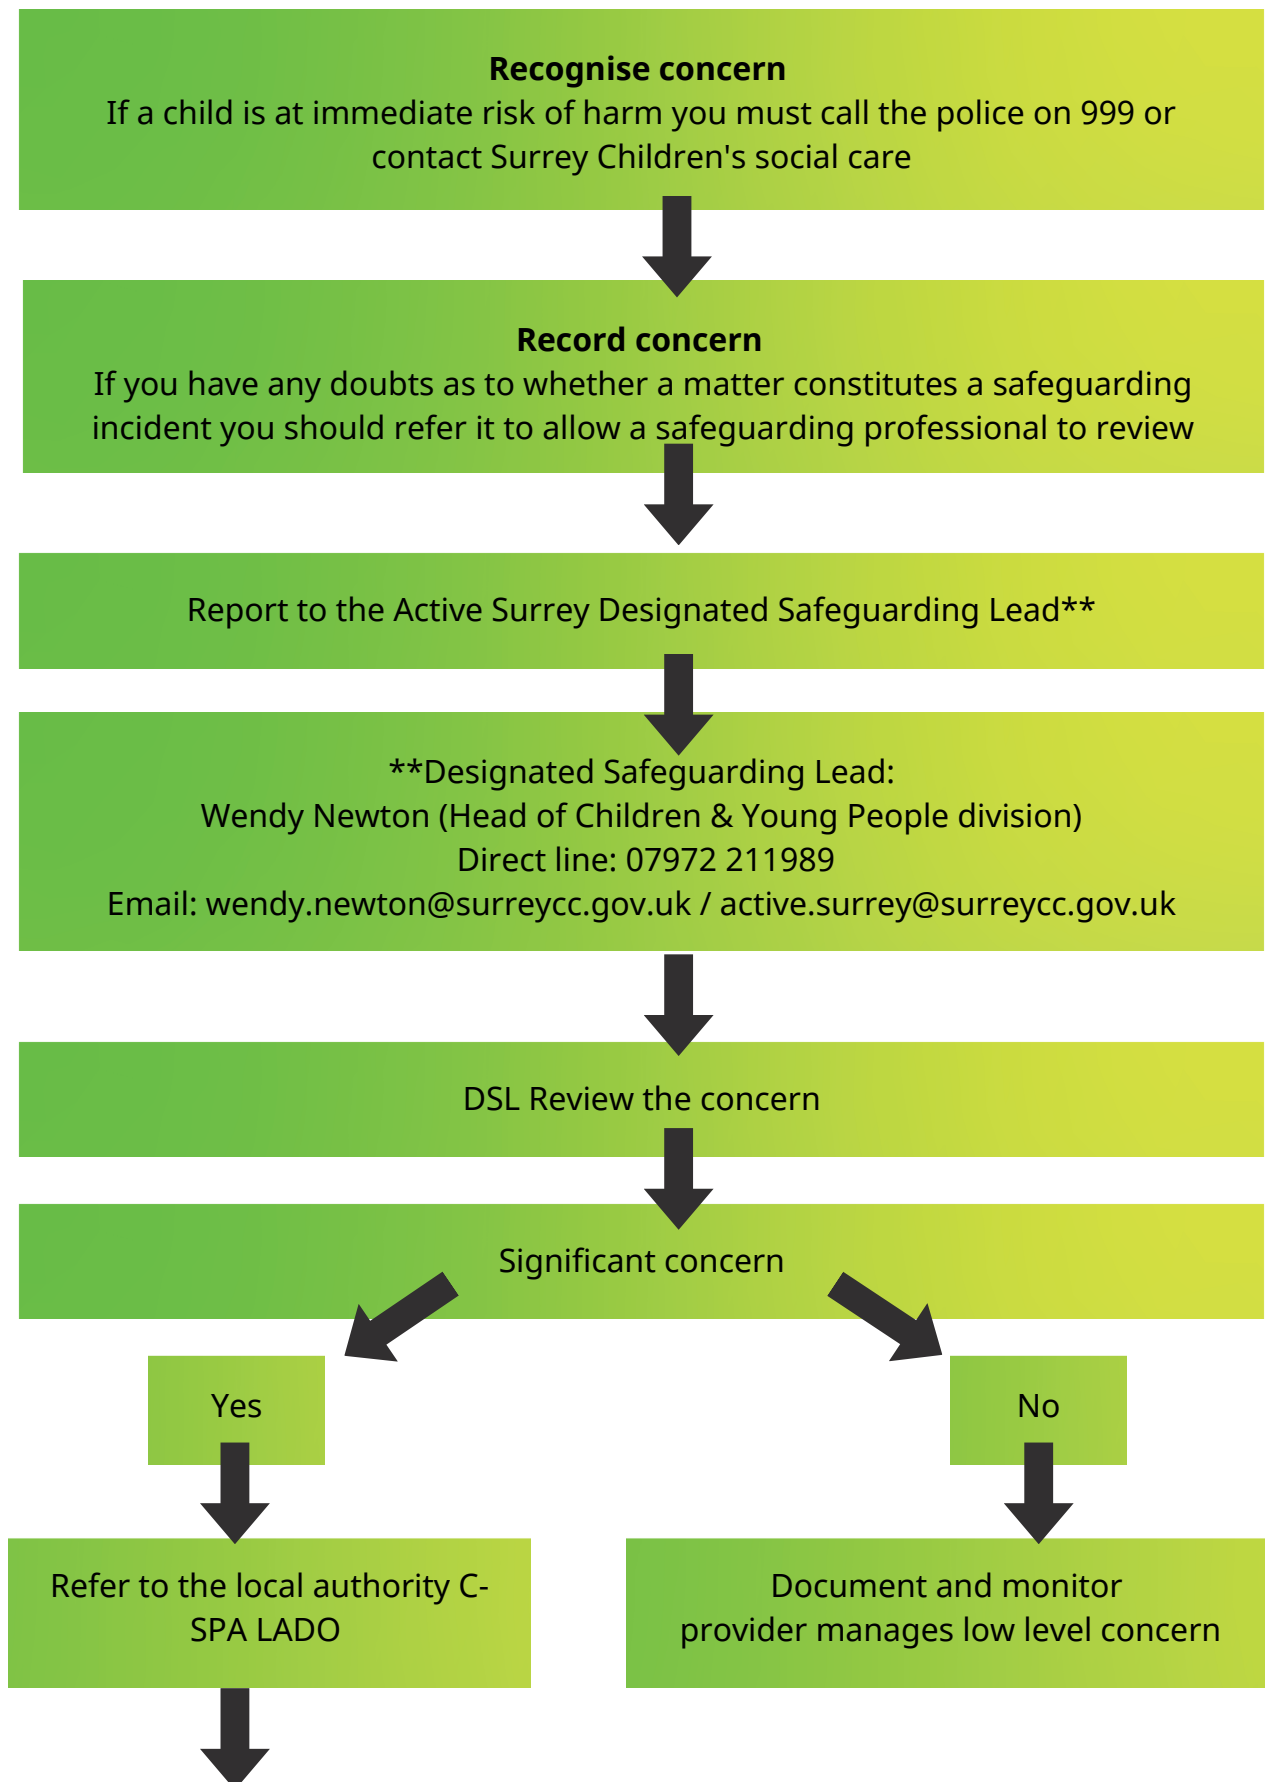 Recognise concern
If a child is at immediate risk of harm you must call the police on 999 or
contact Surrey Children's social care
Record concern
If you have any doubts as to whether a matter constitutes a safeguarding
incident you should refer it to allow a safeguarding professional to review
Report to the Active Surrey Designated Safeguarding Lead**
**Designated Safeguarding Lead:
Wendy Newton (Head of Children & Young People division)
Direct line: 07972 211989
Email: wendy.newton@surreycc.gov.uk / active.surrey@surreycc.gov.uk
DSL Review the concern
Significant concern
Yes
No
Refer to the local authority C-
SPA LADO
Document and monitor
provider manages low level concern